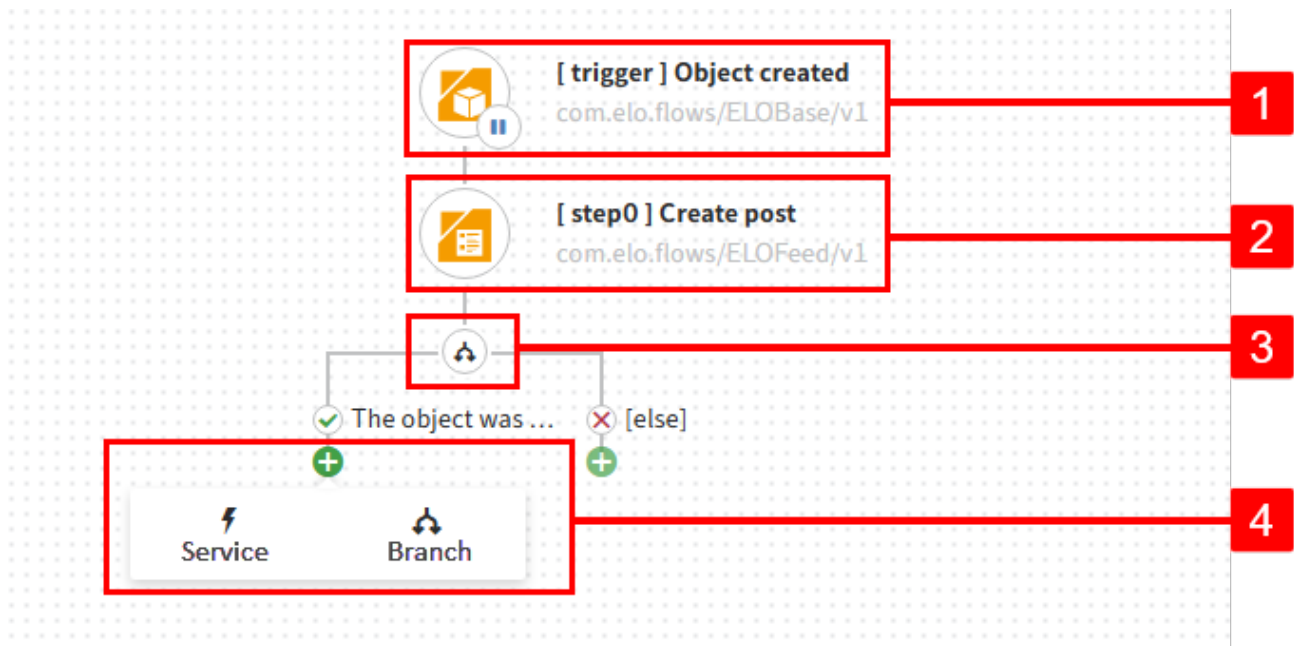 [ trigger ] Object created
com.elo.flows/ELOBase/v1
1
[ step0 ] Create post
com.elo.flows/ELOFeed/v1
2
3
The object was ...
[else]
Service
Branch
4